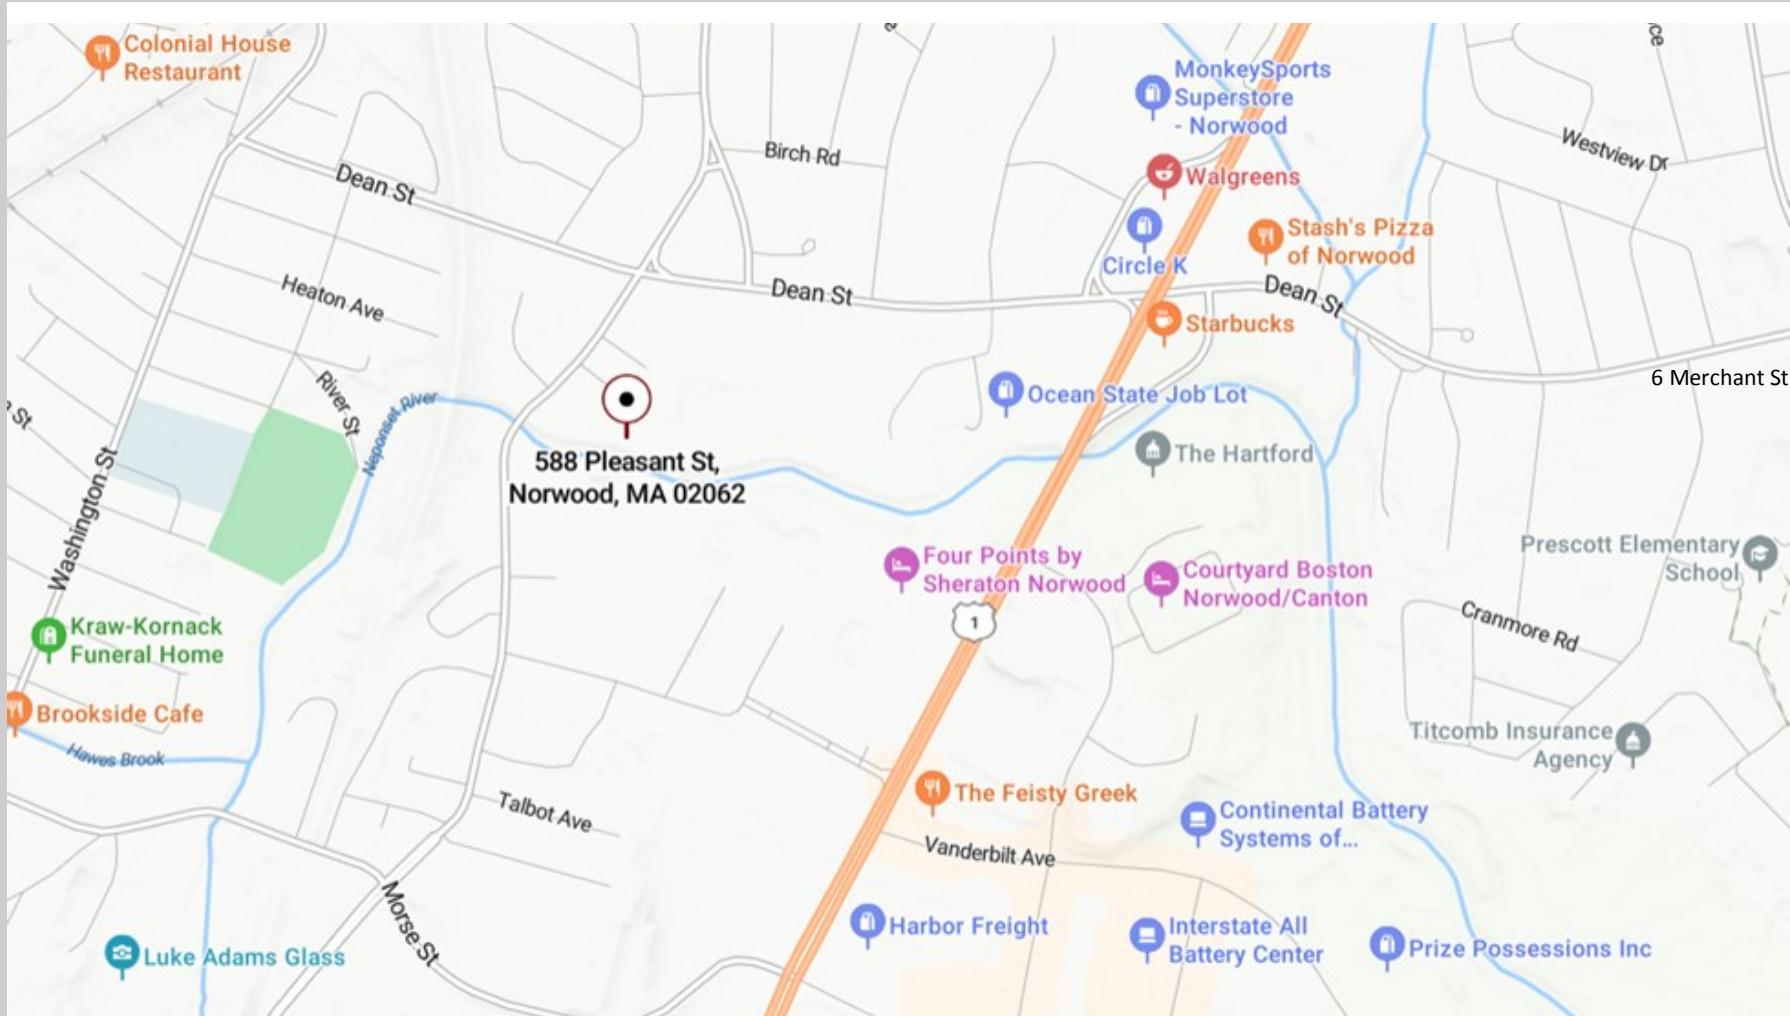 Colonial House
Restaurant
MonkeySports
Superstore
- Norwood
Westview Dr
Birch Rd
Walgreens
Dean St
Stash's Pizza
of Norwood
Circle K
Heaton Ave
Dean St
Dean St
Starbucks
6 Merchant St
River St
Neponset River
Ocean State Job Lot
St
Washington St
588 Pleasant St,
Norwood, MA 02062
The Hartford
Four Points by
Sheraton Norwood
Courtyard Boston
Norwood/Canton
Prescott Elementary
School
1
Cranmore Rd
Kraw-Kornack
Funeral Home
Brookside Cafe
Hawes Brook
Titcomb Insurance
Agency
The Feisty Greek
Talbot Ave
Continental Battery
Systems of...
Vanderbilt Ave
Morse St
Harbor Freight
Interstate All
Battery Center
Prize Possessions Inc
Luke Adams Glass